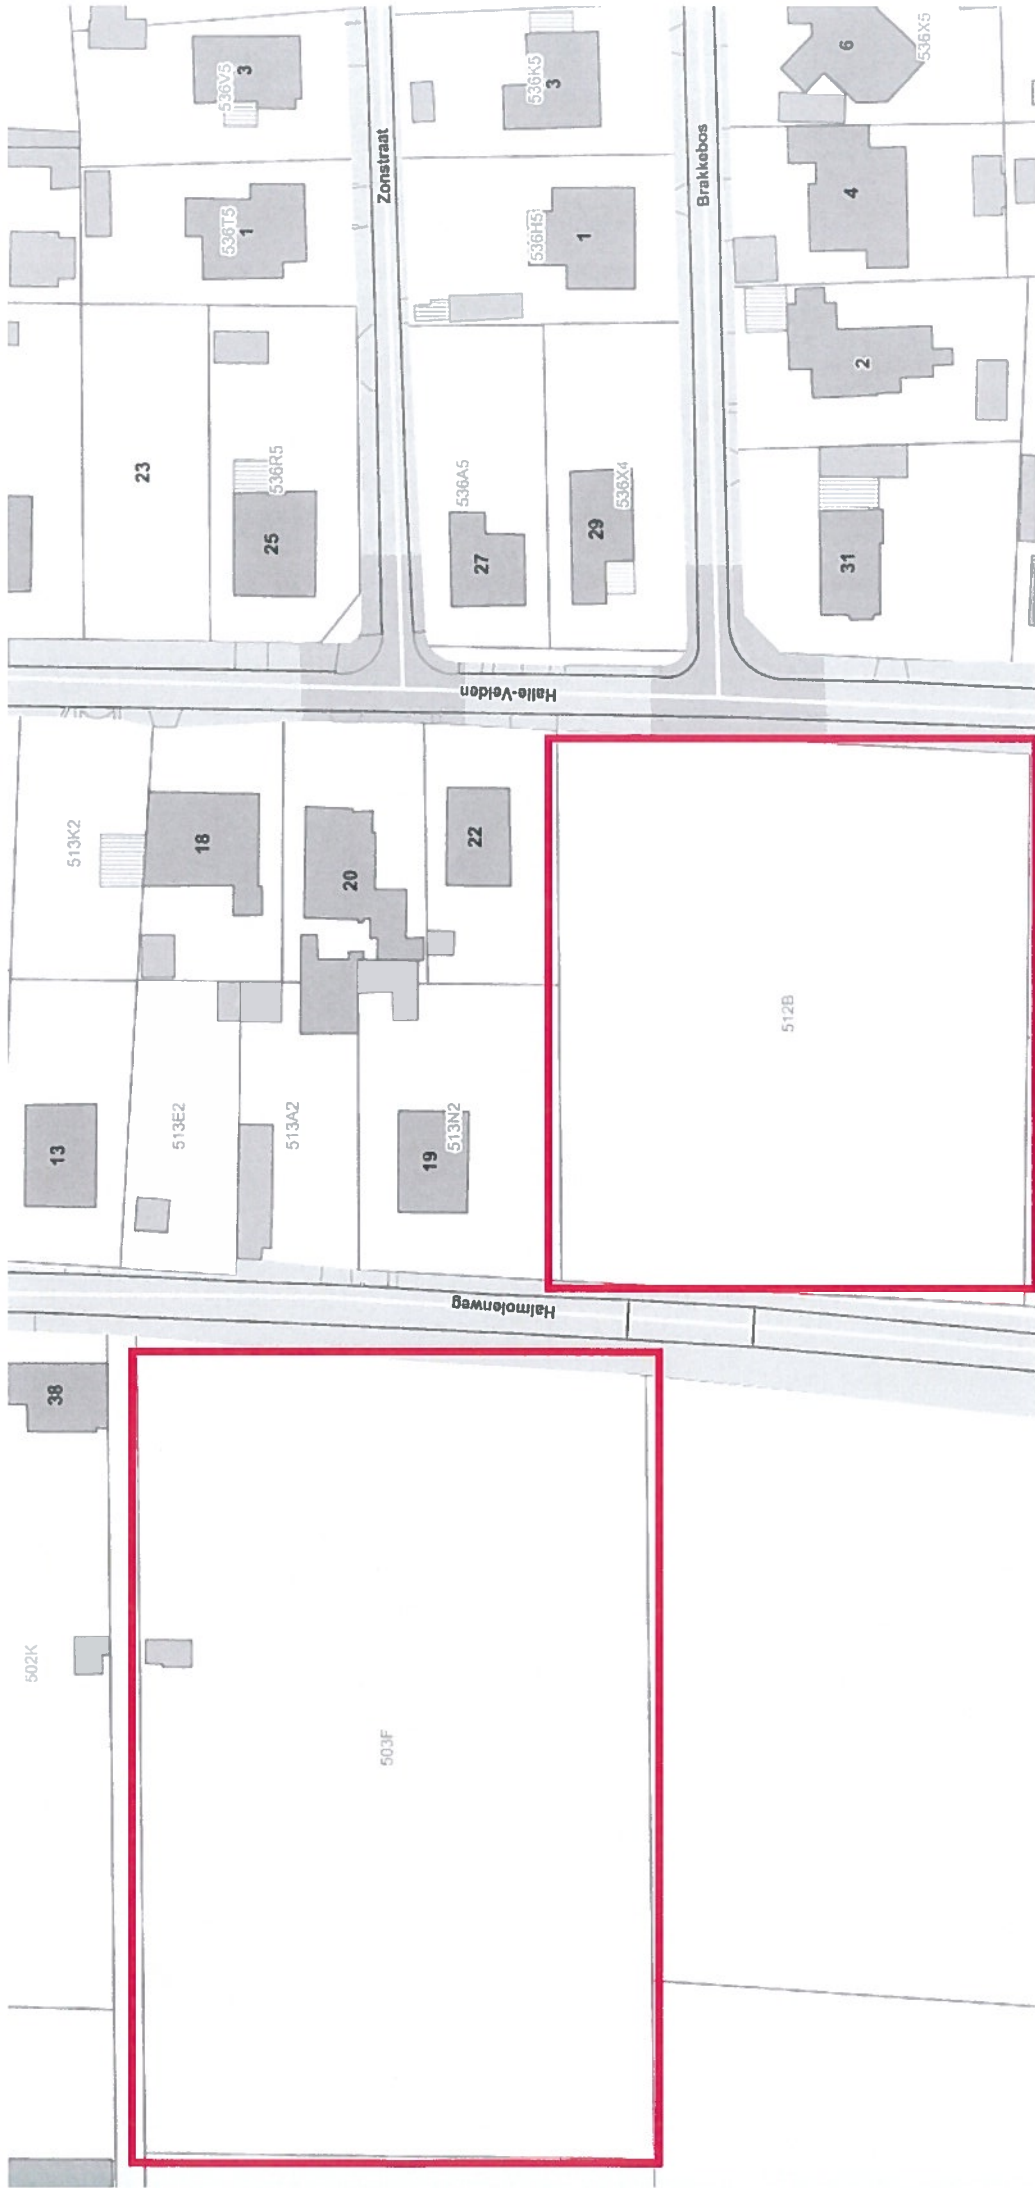 502K
38
13
513K2
23
513E2
18
536V5
3
536T5
1
25
536R5
513A2
20
Zonstraat
503F
19
513N2
536A5
22
27
Halmolenweg
Halle-Velden
536K5
3
536H5
1
29
536X4
Brakkebos
512B
31
2
4
6
536X5